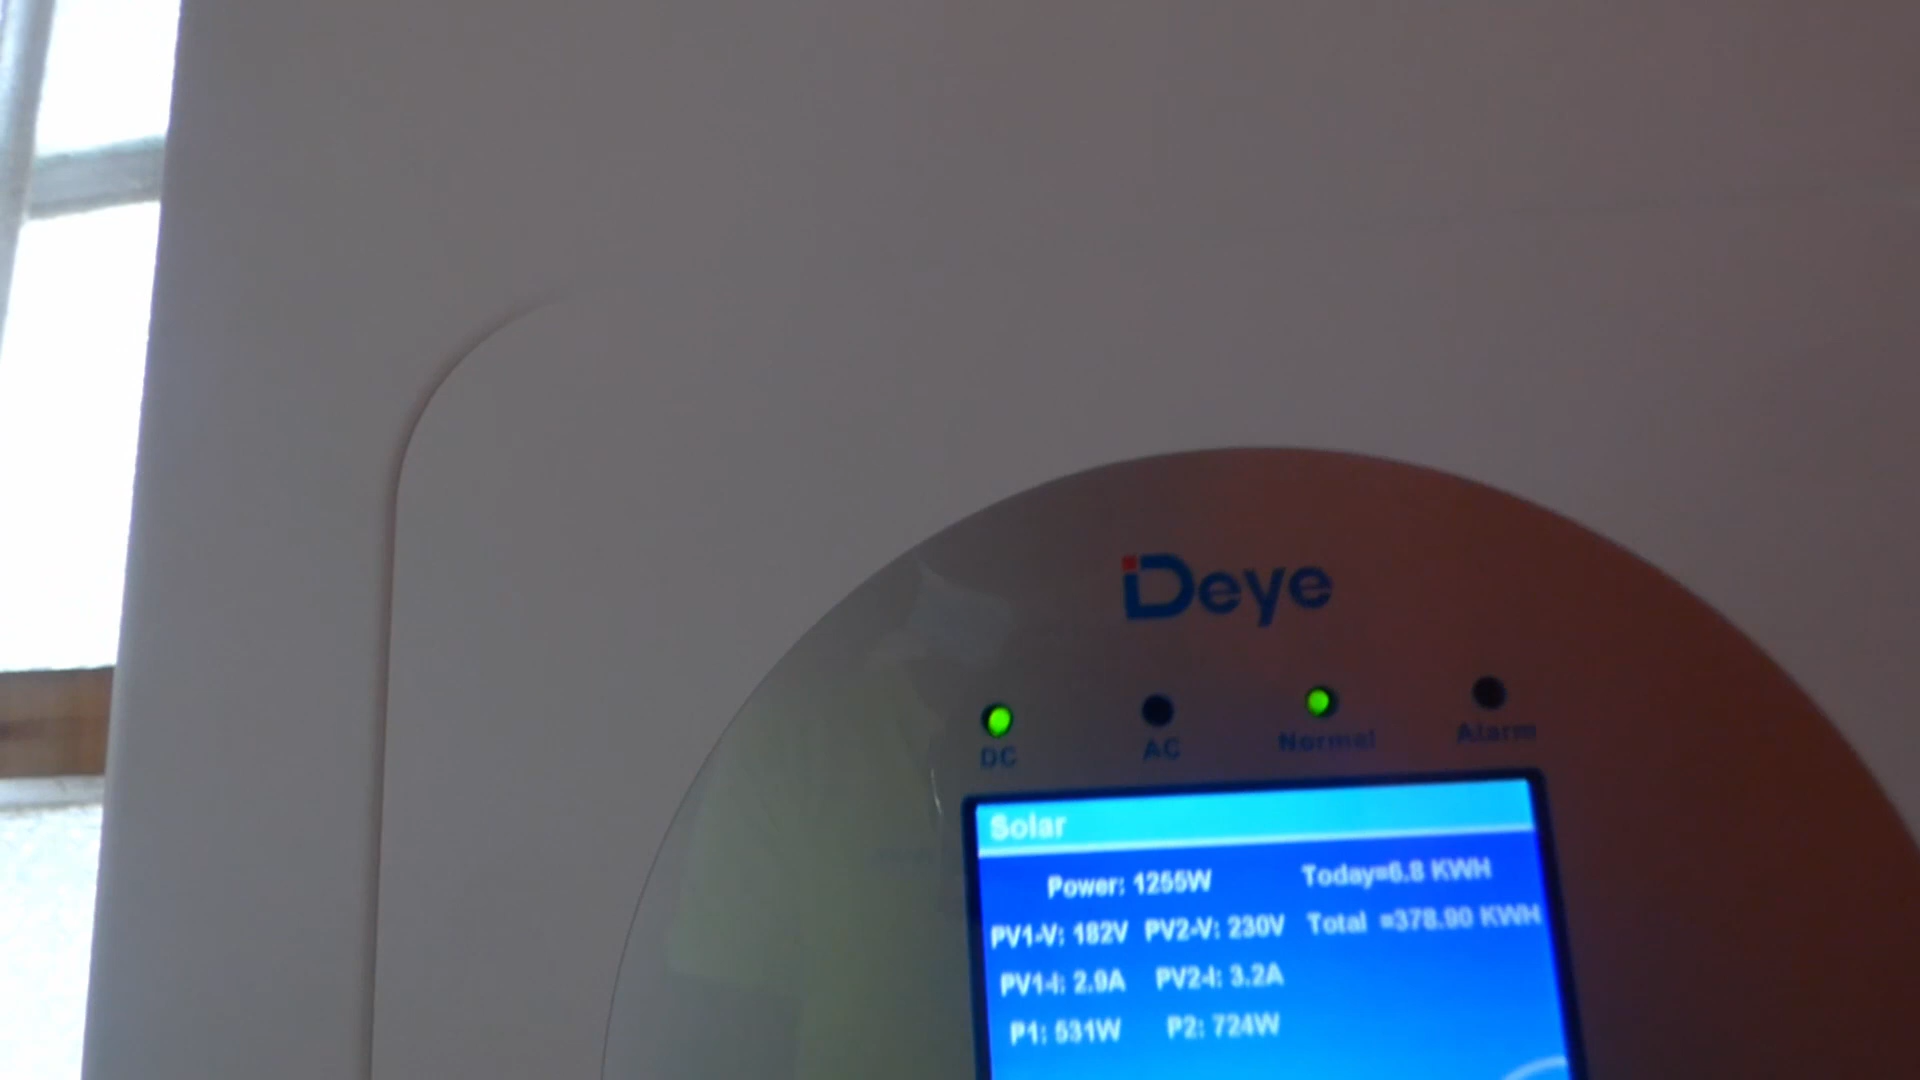 Deye
DC AC Normal Alarm
Solar
Power: 1255W Today=6.8 KWH
PV1-V: 182V PV2-V: 230V Total =378.90 KWH
PV1-I: 2.9A PV2-I: 3.2A
P1: 531W P2: 724W